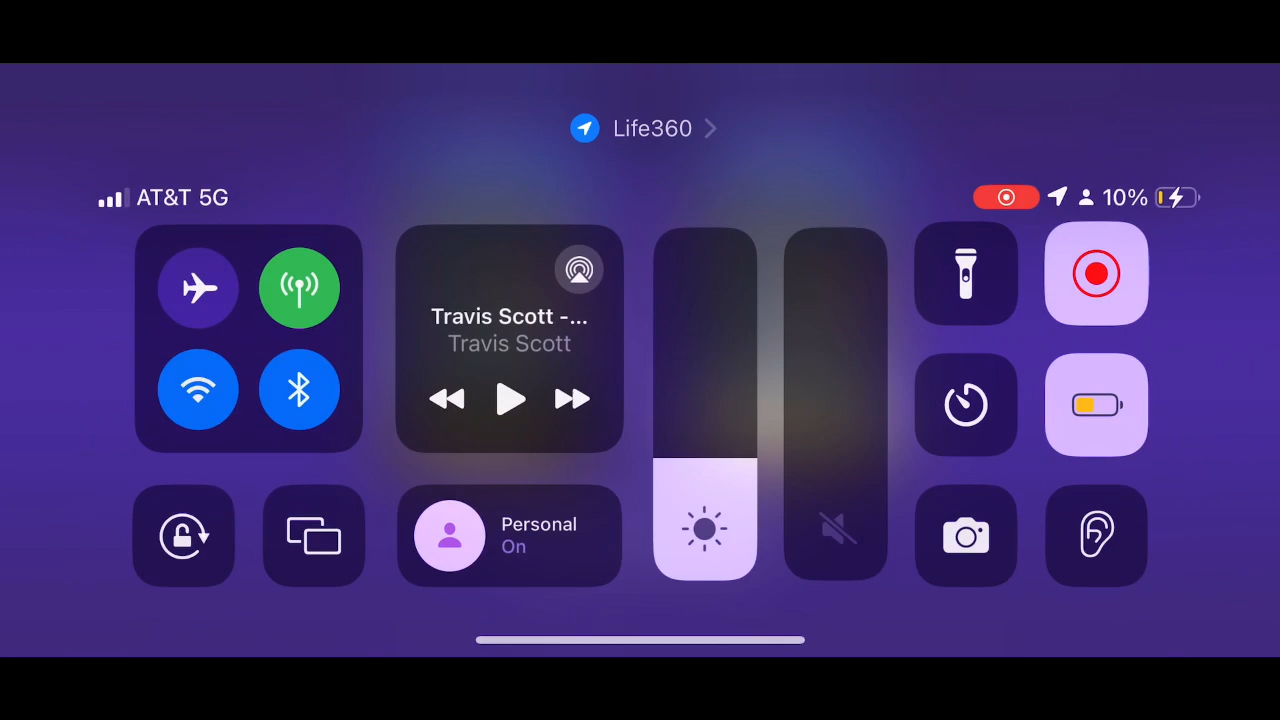 Life360
AT&T 5G
10%
Travis Scott -...
Travis Scott
Personal
On